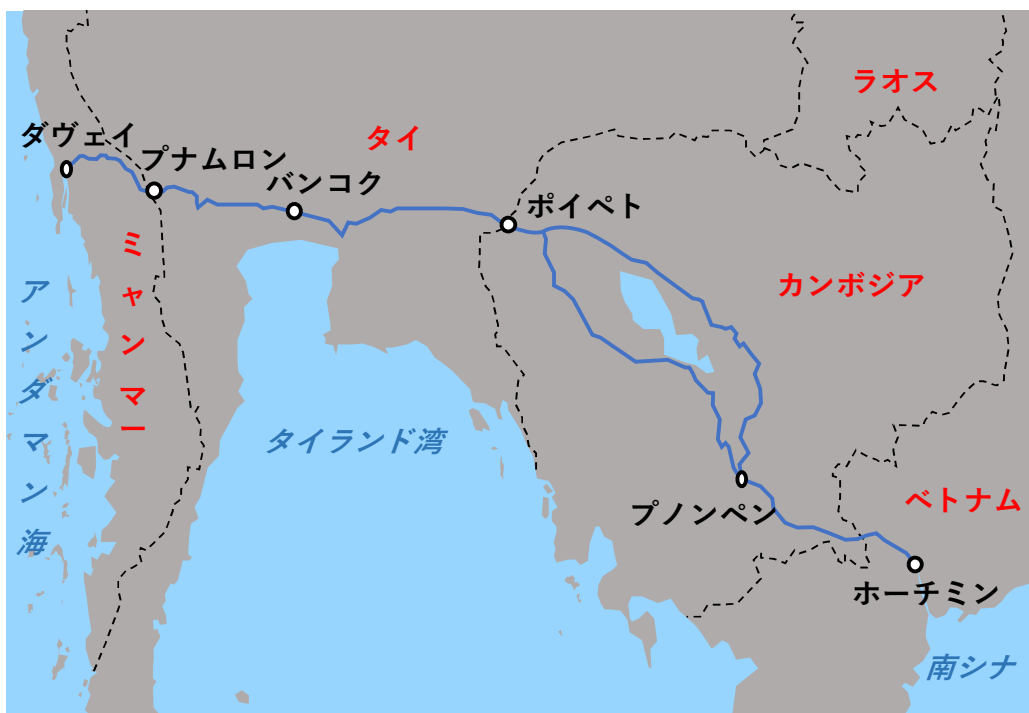 ラオス
タイ
ダヴェイ
プナムロン
バンコク
ポイペト
ミャンマー
カンボジア
アンダマン海
タイランド湾
ベトナム
プノンペン
ホーチミン
南シナ